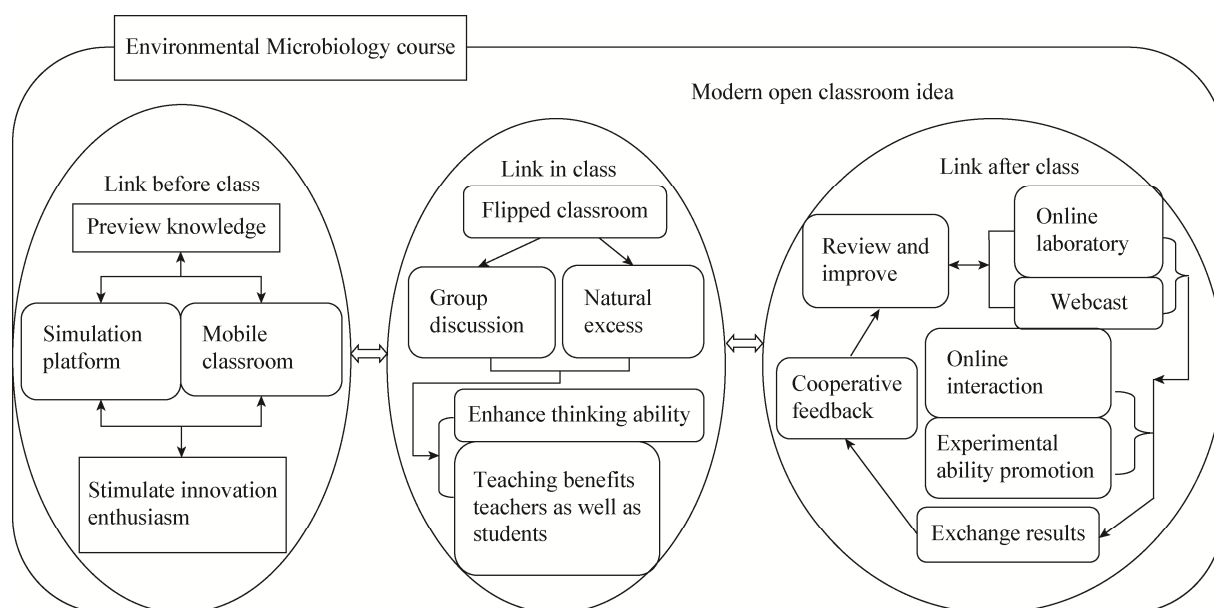 Environmental Microbiology course
Modern open classroom idea
Link before class
Preview knowledge
Simulation
platform
Mobile
classroom
Stimulate innovation
enthusiasm
Link in class
Flipped classroom
Group
discussion
Natural
excess
Enhance thinking ability
Teaching benefits
teachers as well as
students
Link after class
Review and
improve
Online
laboratory
Webcast
Online
interaction
Cooperative
feedback
Experimental
ability promotion
Exchange results